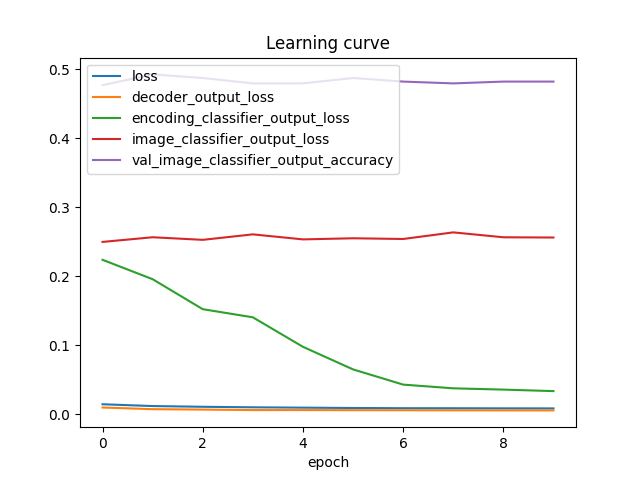 Learning curve
loss
decoder_output_loss
encoding_classifier_output_loss
image_classifier_output_loss
val_image_classifier_output_accuracy
0.5
0.4
0.3
0.2
0.1
0.0
0 2 4 6 8
epoch